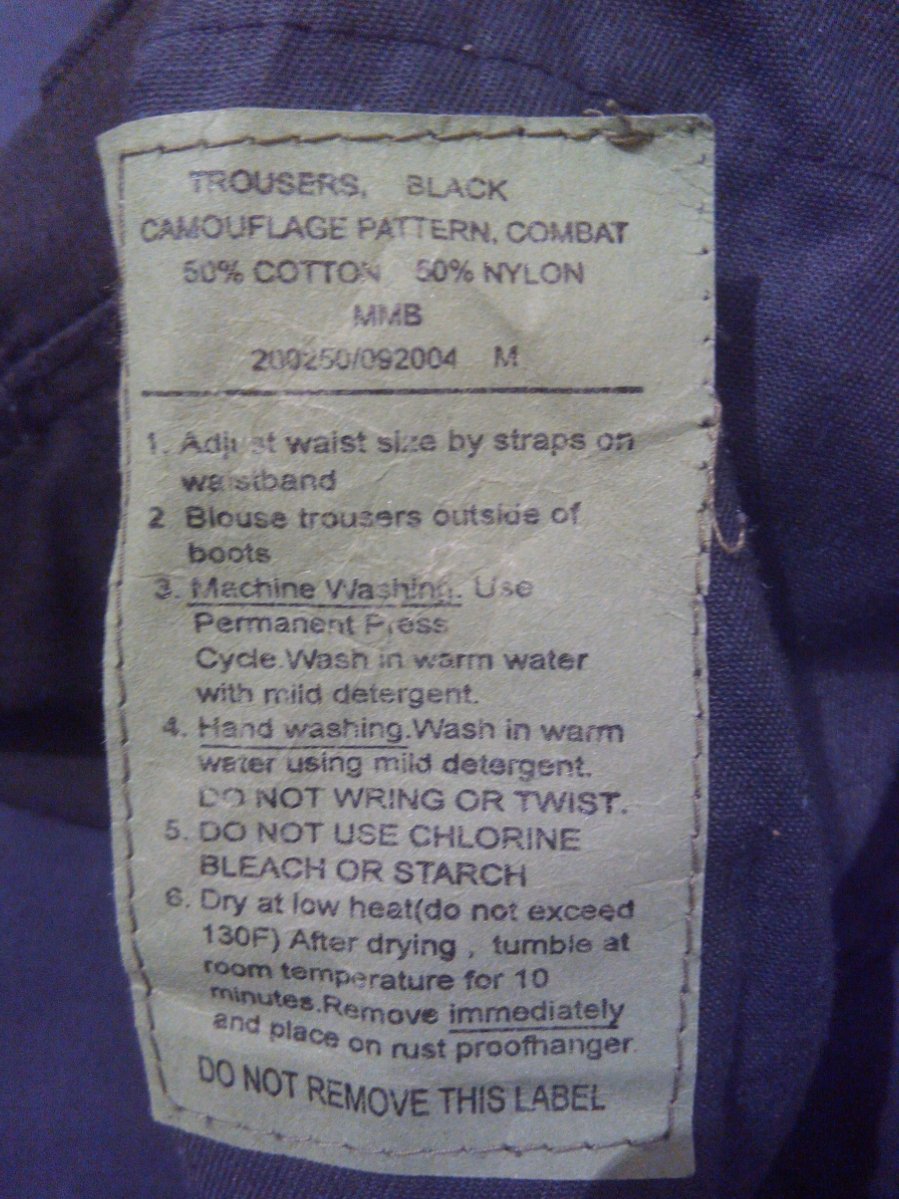 TROUSERS, BLACK
CAMOUFLAGE PATTERN, COMBAT
50% COTTON 50% NYLON
MMB
200250/092004 M
1. Adjust waist size by straps on
waistband
2 Blouse trousers outside of
boots
3. Machine Washing. Use
Permanent Press
Cycle.Wash in warm water
with mild detergent.
4. Hand washing.Wash in warm
water using mild detergent.
DO NOT WRING OR TWIST.
5. DO NOT USE CHLORINE
BLEACH OR STARCH
6. Dry at low heat(do not exceed
130F) After drying , tumble at
room temperature for 10
minutes.Remove immediately
and place on rust proofhanger.
DO NOT REMOVE THIS LABEL